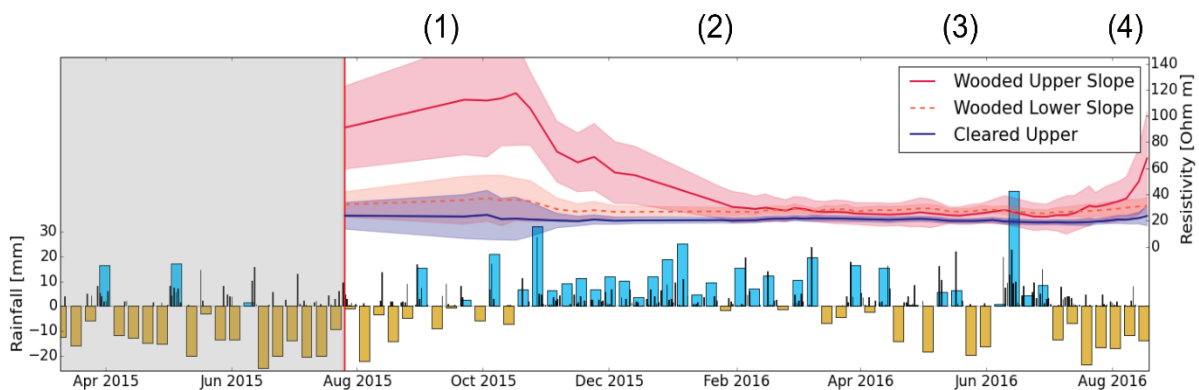 (1) (2) (3) (4)
Wooded Upper Slope
Wooded Lower Slope
Cleared Upper
140
120
100
80
60
40
20
0
Resistivity [Ohm m]
30
20
10
0
−10
−20
Rainfall [mm]
Apr 2015 Jun 2015 Aug 2015 Oct 2015 Dec 2015 Feb 2016 Apr 2016 Jun 2016 Aug 2016